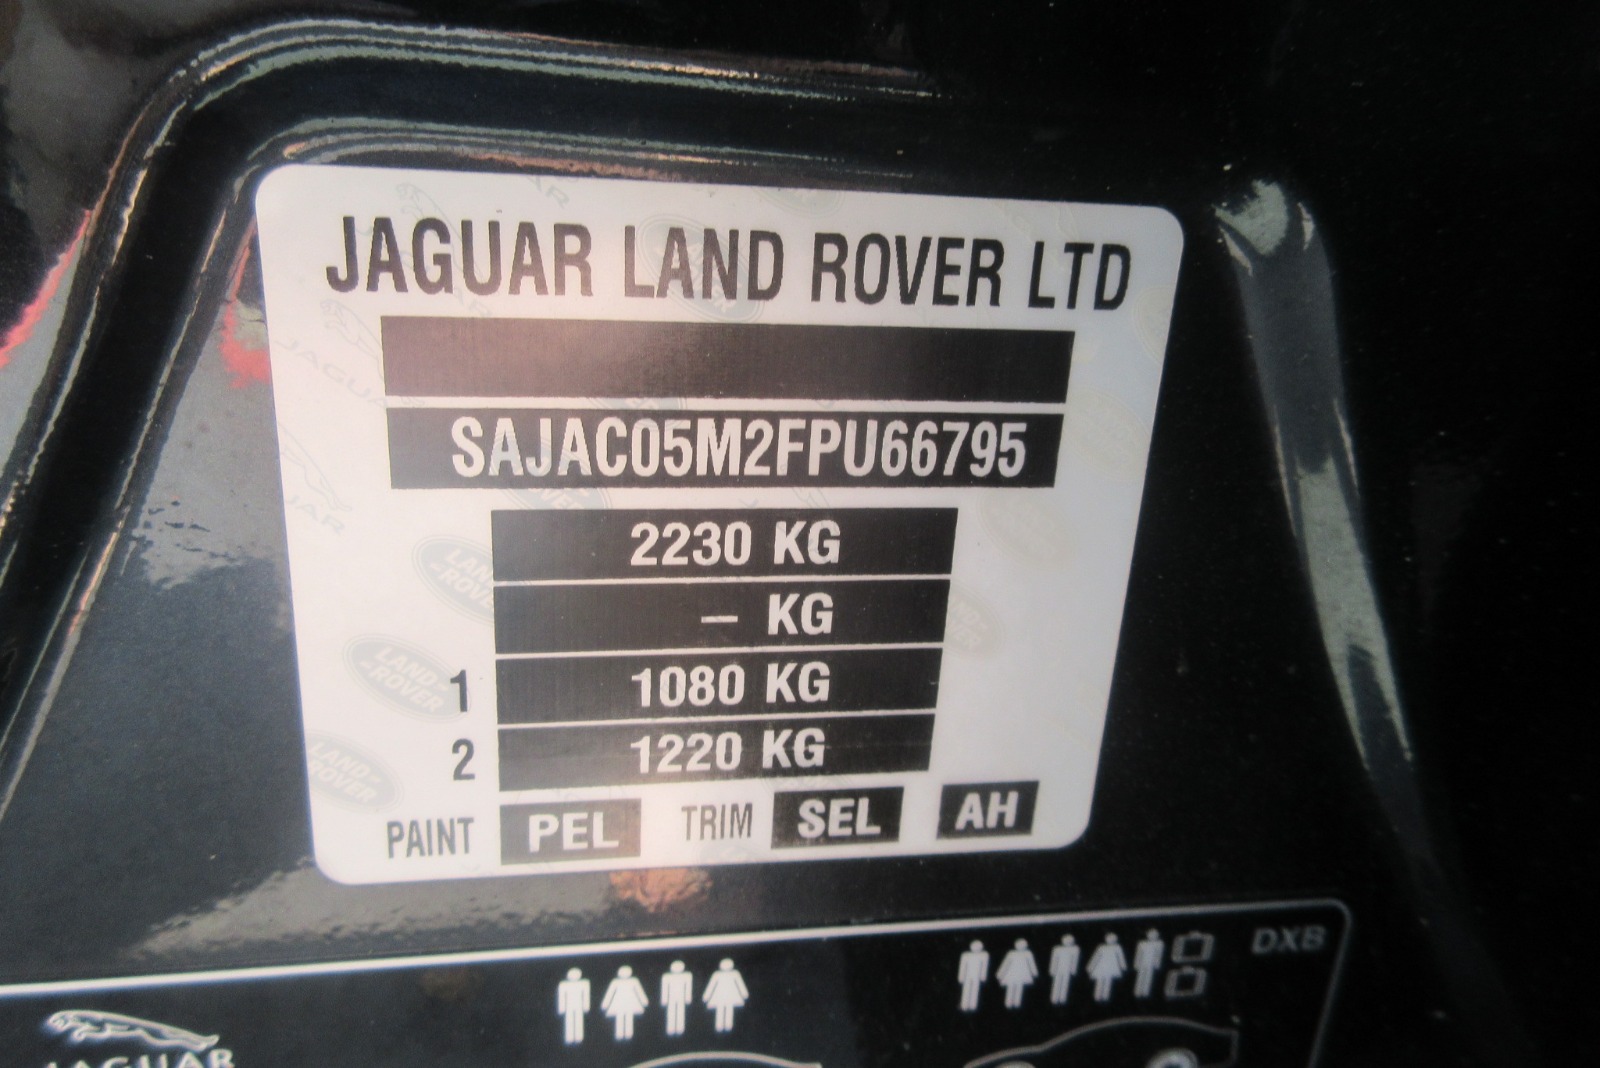 JAGUAR LAND ROVER LTD
SAJAC05M2FPU66795
2230 KG
– KG
1 1080 KG
2 1220 KG
PAINT PEL TRIM SEL AH
DXB
JAGUAR